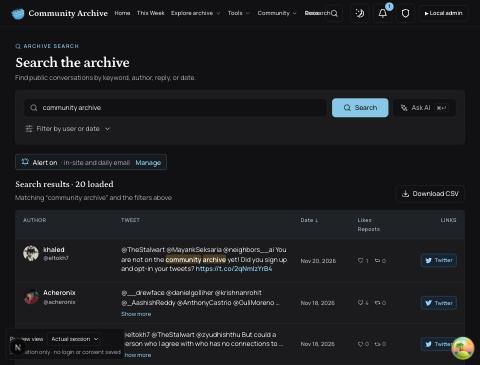 Community Archive
Home This Week Explore archive Tools Community Research
1
Local admin
ARCHIVE SEARCH
Search the archive
Find public conversations by keyword, author, reply, or date.
community archive
Search
Ask AI
Filter by user or date
Alert on · in-site and daily email Manage
Search results · 20 loaded
Matching "community archive" and the filters above
Download CSV
AUTHOR TWEET Date ↓ Likes LINKS
Reposts
khaled
@eltokh7
@TheStalwart @MayankSeksaria @neighbors__ai You
are not on the community archive yet! Did you sign up
and opt-in your tweets? https://t.co/2qNmIzYrB4
Nov 20, 2026
1 0
Twitter
Acheronix
@acheronix
@__drewface @danielgolliher @krishnanrohit
@_AashishReddy @AnthonyCastrio @GuliMoreno ...
Show more
Nov 18, 2026
4 0
Twitter
@eltokh7 @TheStalwart @zyudhishthu But could a
person who I agree with who has no connections to ...
Show more
Nov 18, 2026
0 0
Twitter
view
Actual session
N
no login or consent saved